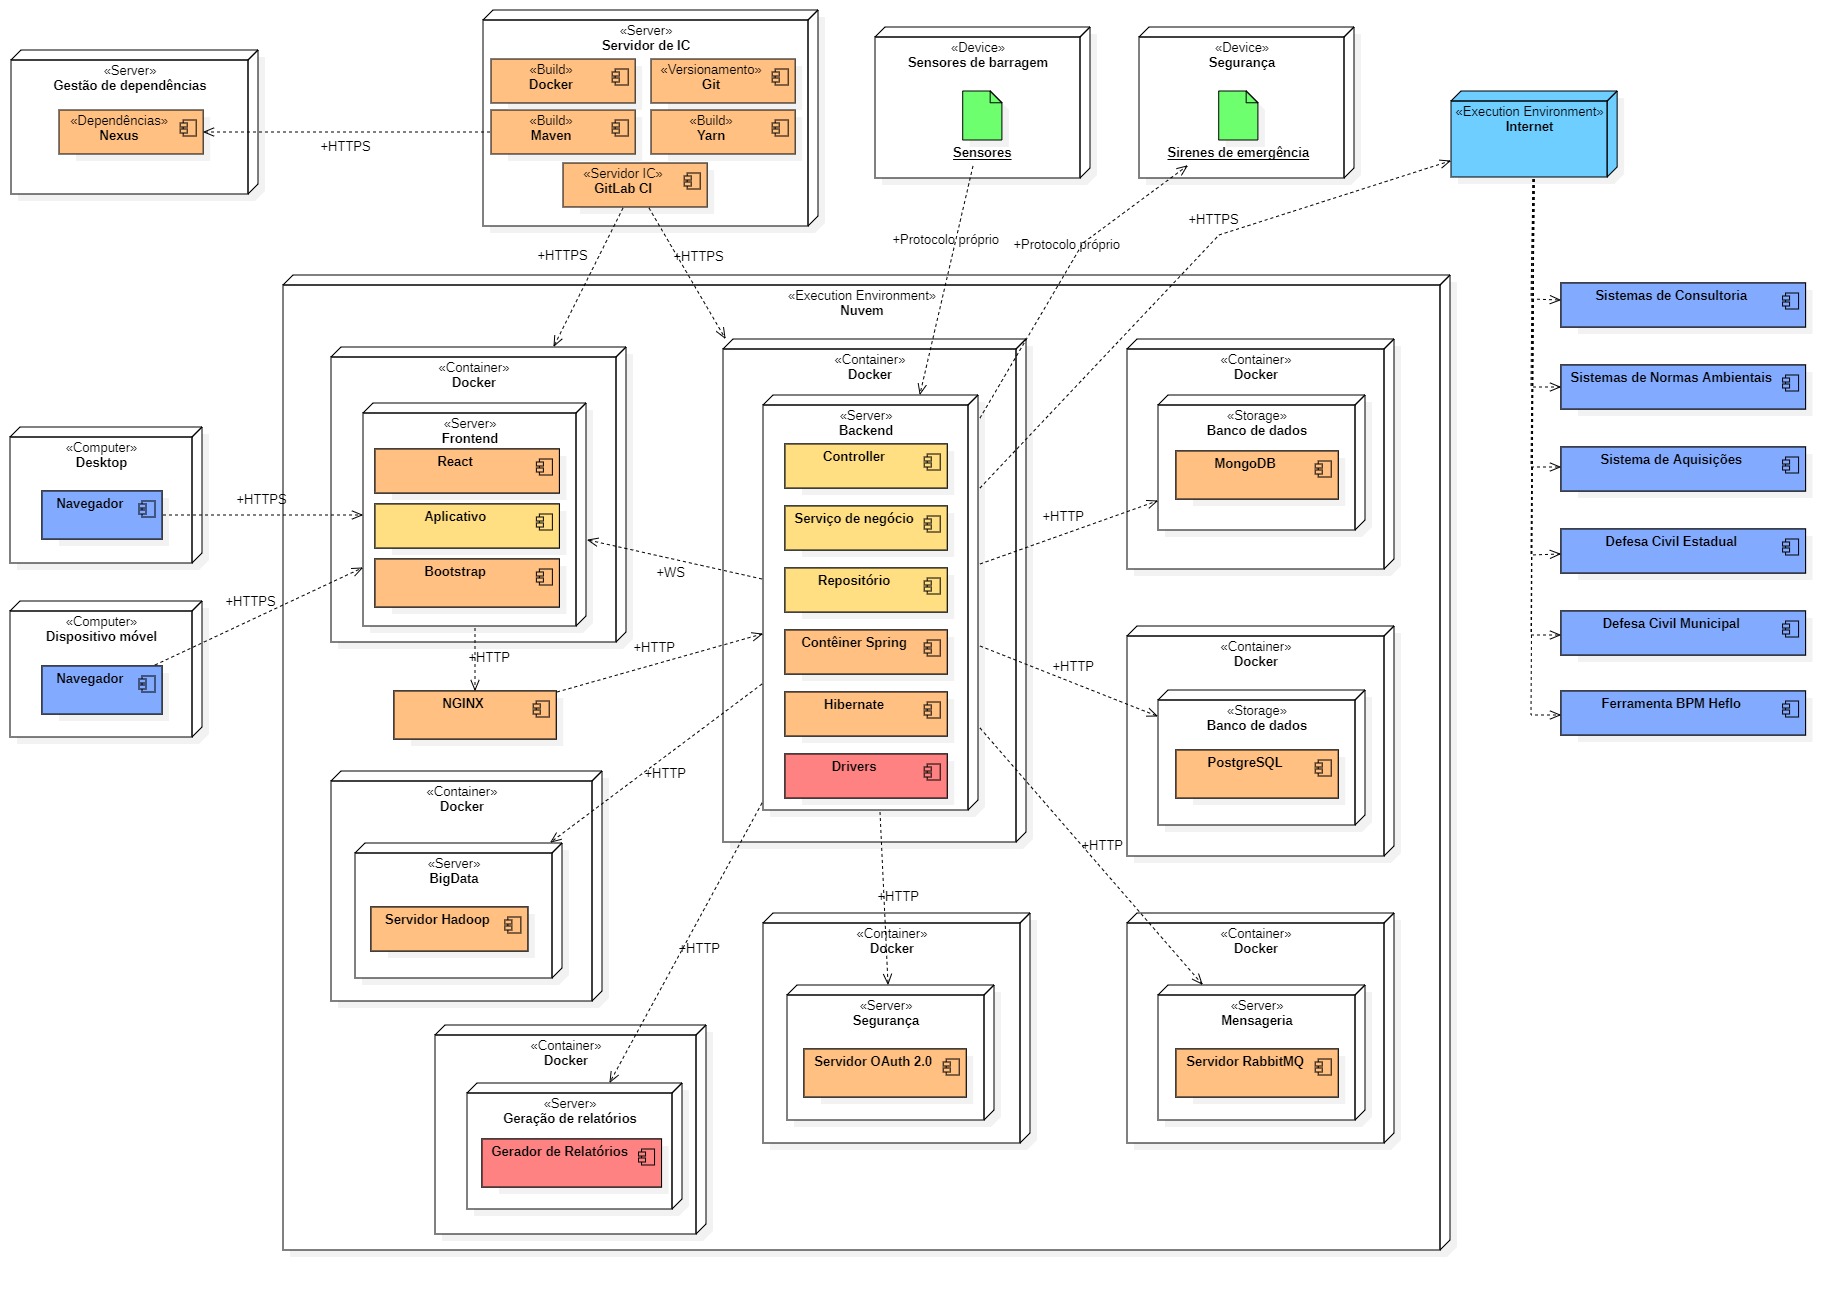 «Server»
Servidor de IC
«Build»
Docker
«Versionamento»
Git
«Build»
Maven
«Build»
Yarn
«Servidor IC»
GitLab CI
«Server»
Gestão de dependências
«Dependências»
Nexus
+HTTPS
«Device»
Sensores de barragem
Sensores
«Device»
Segurança
Sirenes de emergência
«Execution Environment»
Internet
+HTTPS
+HTTPS
+Protocolo próprio
+Protocolo próprio
+HTTPS
Sistemas de Consultoria
Sistemas de Normas Ambientais
Sistema de Aquisições
Defesa Civil Estadual
Defesa Civil Municipal
Ferramenta BPM Heflo
«Execution Environment»
Nuvem
«Computer»
Desktop
Navegador
+HTTPS
«Computer»
Dispositivo móvel
Navegador
+HTTPS
«Container»
Docker
«Server»
Frontend
React
Aplicativo
Bootstrap
+HTTP
NGINX
+HTTP
+WS
«Container»
Docker
«Server»
Backend
Controller
Serviço de negócio
Repositório
Contêiner Spring
Hibernate
Drivers
+HTTP
«Container»
Docker
«Storage»
Banco de dados
MongoDB
+HTTP
«Container»
Docker
«Storage»
Banco de dados
PostgreSQL
+HTTP
«Container»
Docker
«Server»
BigData
Servidor Hadoop
+HTTP
«Container»
Docker
«Server»
Geração de relatórios
Gerador de Relatórios
+HTTP
«Container»
Docker
«Server»
Segurança
Servidor OAuth 2.0
+HTTP
«Container»
Docker
«Server»
Mensageria
Servidor RabbitMQ